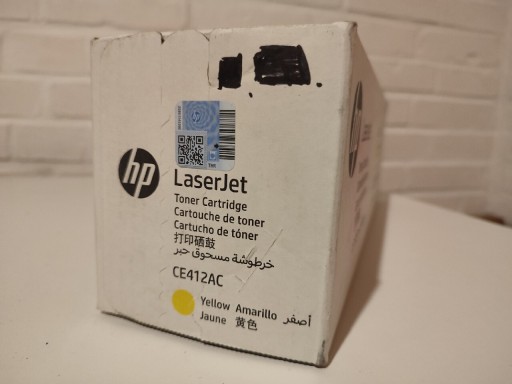 hp
LaserJet
Toner Cartridge
Cartouche de toner
Cartucho de tóner
打印硒鼓
خرطوشة مسحوق حبر
CE412AC
Yellow Amarillo أصفر
Jaune 黄色